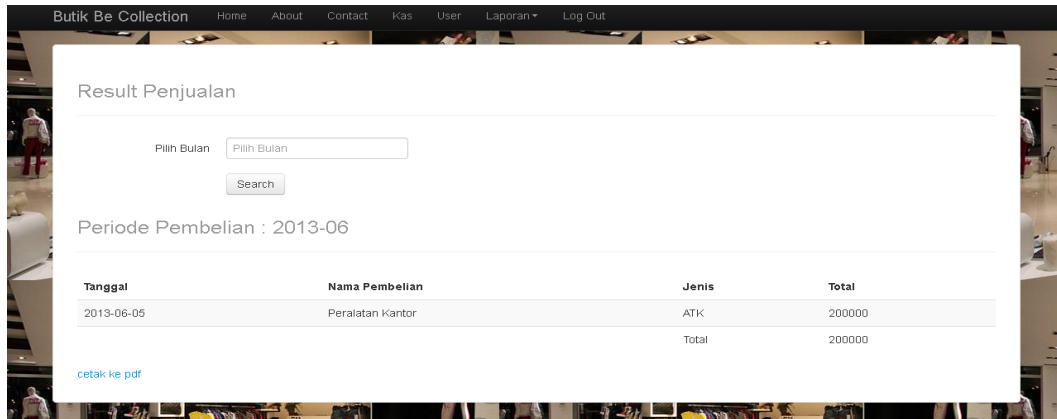 Butik Be Collection Home About Contact Kas User Laporan Log Out
Result Penjualan
Pilih Bulan Pilih Bulan
Search
Periode Pembelian : 2013-06
Tanggal Nama Pembelian Jenis Total
2013-06-05 Peralatan Kantor ATK 200000
Total 200000
cetak ke pdf